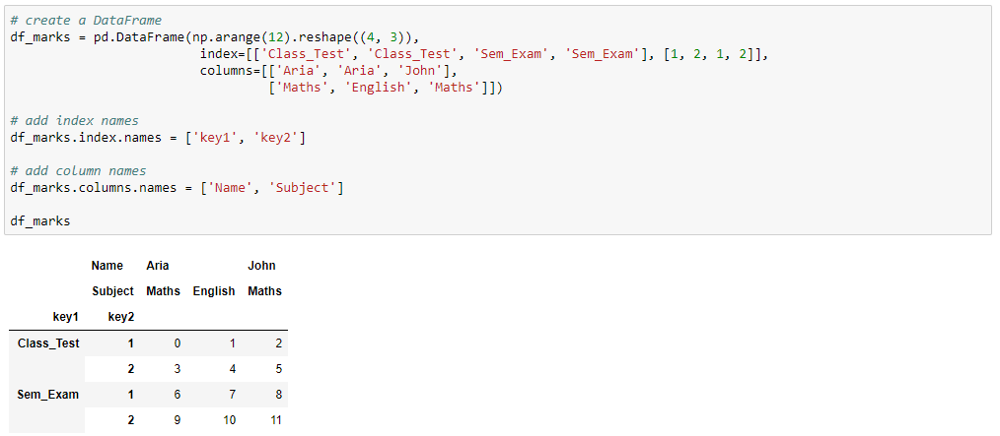 # create a DataFrame
df_marks = pd.DataFrame(np.arange(12).reshape((4, 3)),
                         index=[['Class_Test', 'Class_Test', 'Sem_Exam', 'Sem_Exam'], [1, 2, 1, 2]],
                         columns=[['Aria', 'Aria', 'John'],
                                  ['Maths', 'English', 'Maths']])
# add index names
df_marks.index.names = ['key1', 'key2']
# add column names
df_marks.columns.names = ['Name', 'Subject']
df_marks
Name Aria John
Subject Maths English Maths
key1 key2
Class_Test 1 0 1 2
2 3 4 5
Sem_Exam 1 6 7 8
2 9 10 11